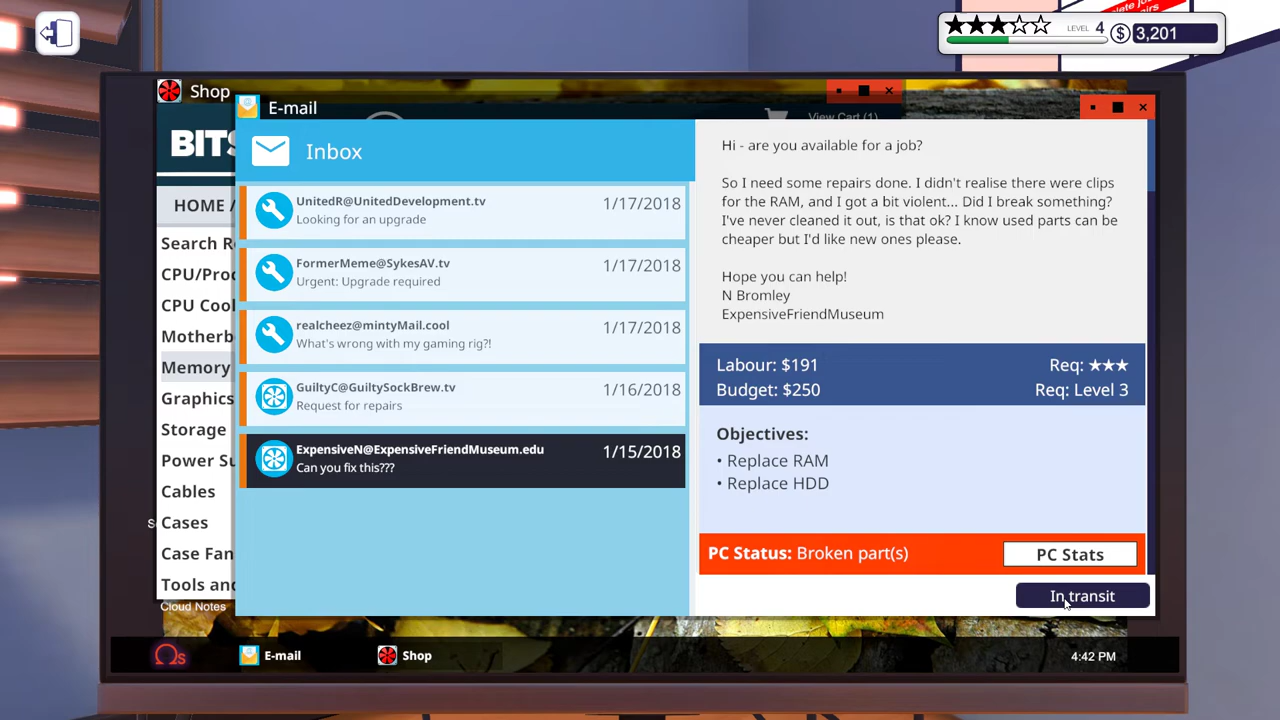 LEVEL 4
$ 3,201
Shop
E-mail
View Cart (1)
BITS
Inbox
HOME /
Search R
CPU/Proc
CPU Cool
Motherb
Memory
Graphics
Storage
Power Su
Cables
Cases
Case Fan
Tools and
Cloud Notes
UnitedR@UnitedDevelopment.tv 1/17/2018
Looking for an upgrade
FormerMeme@SykesAV.tv 1/17/2018
Urgent: Upgrade required
realcheez@mintyMail.cool 1/17/2018
What's wrong with my gaming rig?!
GuiltyC@GuiltySockBrew.tv 1/16/2018
Request for repairs
ExpensiveN@ExpensiveFriendMuseum.edu 1/15/2018
Can you fix this???
Hi - are you available for a job?
So I need some repairs done. I didn't realise there were clips
for the RAM, and I got a bit violent... Did I break something?
I've never cleaned it out, is that ok? I know used parts can be
cheaper but I'd like new ones please.
Hope you can help!
N Bromley
ExpensiveFriendMuseum
Labour: $191 Req: ★★★
Budget: $250 Req: Level 3
Objectives:
• Replace RAM
• Replace HDD
PC Status: Broken part(s) PC Stats
In transit
Ωs E-mail Shop 4:42 PM